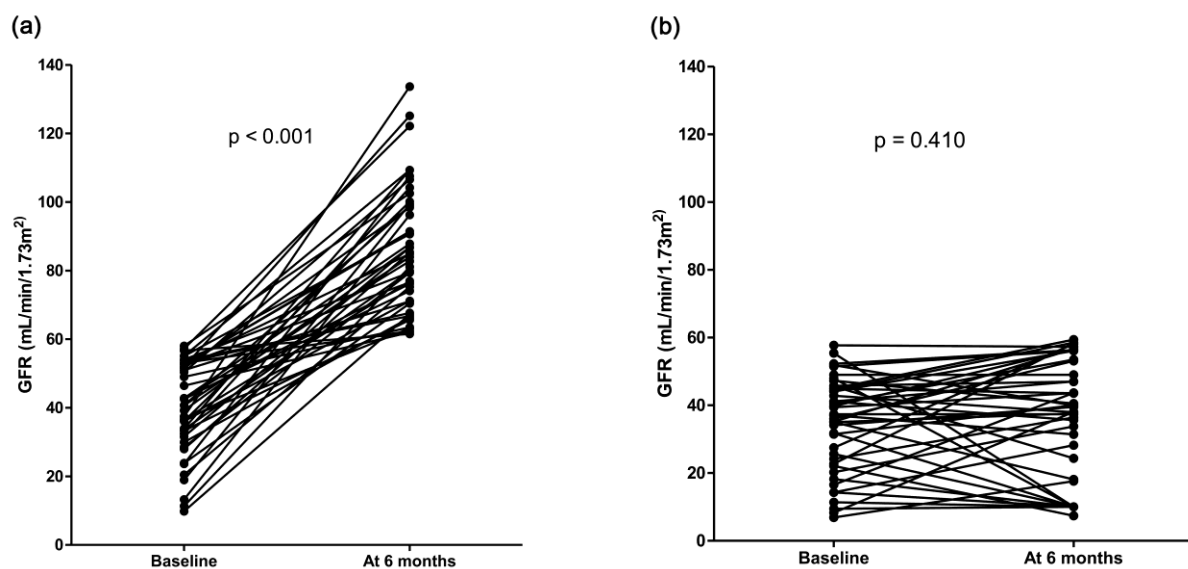 (a)
140
120
100
80
60
40
20
0
GFR (mL/min/1.73m²)
p < 0.001
Baseline
At 6 months
(b)
140
120
100
80
60
40
20
0
GFR (mL/min/1.73m²)
p = 0.410
Baseline
At 6 months